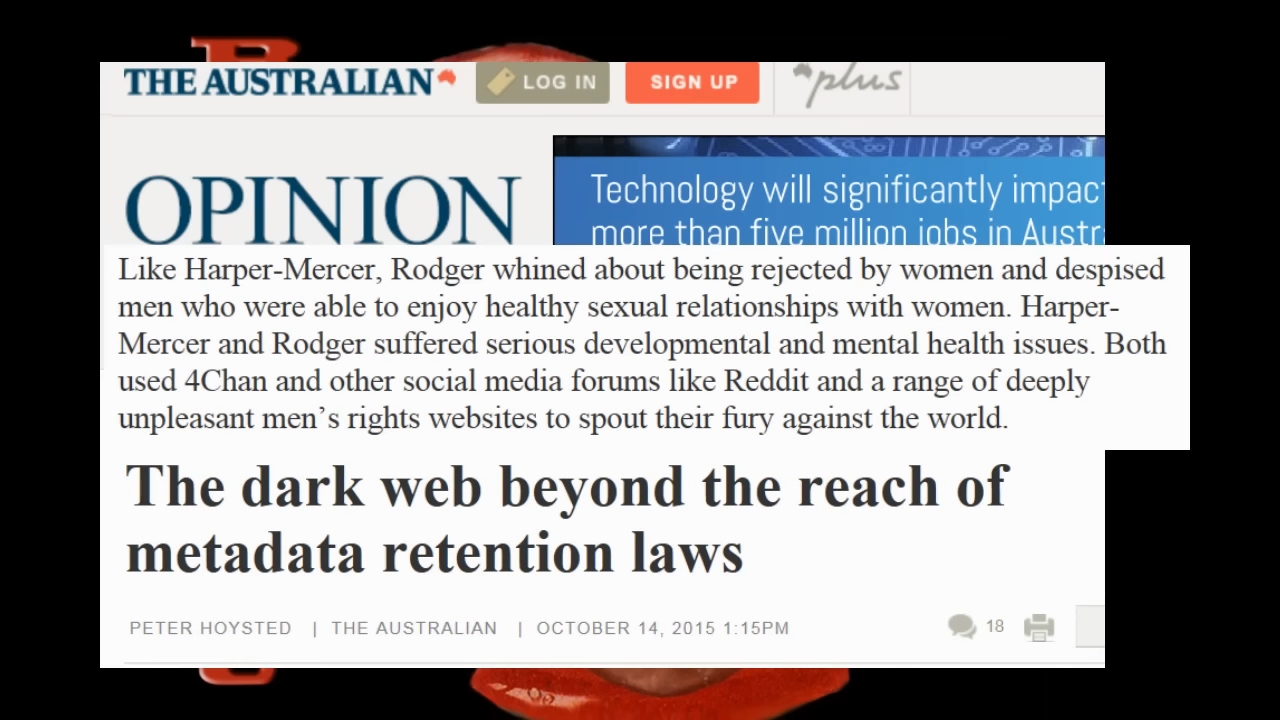 THE AUSTRALIAN LOG IN SIGN UP plus
OPINION
Technology will significantly impac
more than five million jobs in Austr
Like Harper-Mercer, Rodger whined about being rejected by women and despised
men who were able to enjoy healthy sexual relationships with women. Harper-
Mercer and Rodger suffered serious developmental and mental health issues. Both
used 4Chan and other social media forums like Reddit and a range of deeply
unpleasant men’s rights websites to spout their fury against the world.
The dark web beyond the reach of
metadata retention laws
PETER HOYSTED | THE AUSTRALIAN | OCTOBER 14, 2015 1:15PM 18